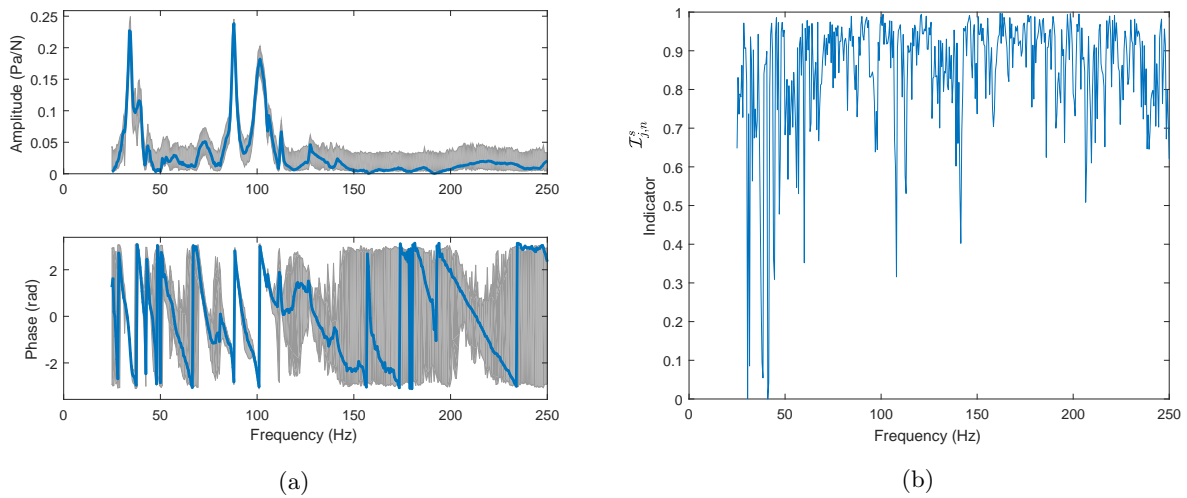 0.25
0.2
0.15
0.1
0.05
0
Amplitude (Pa/N)
0 50 100 150 200 250
2
0
-2
Phase (rad)
0 50 100 150 200 250
Frequency (Hz)
(a)
1
0.9
0.8
0.7
0.6
0.5
0.4
0.3
0.2
0.1
0
Indicator ℐˢⱼ,ₙ
0 50 100 150 200 250
Frequency (Hz)
(b)